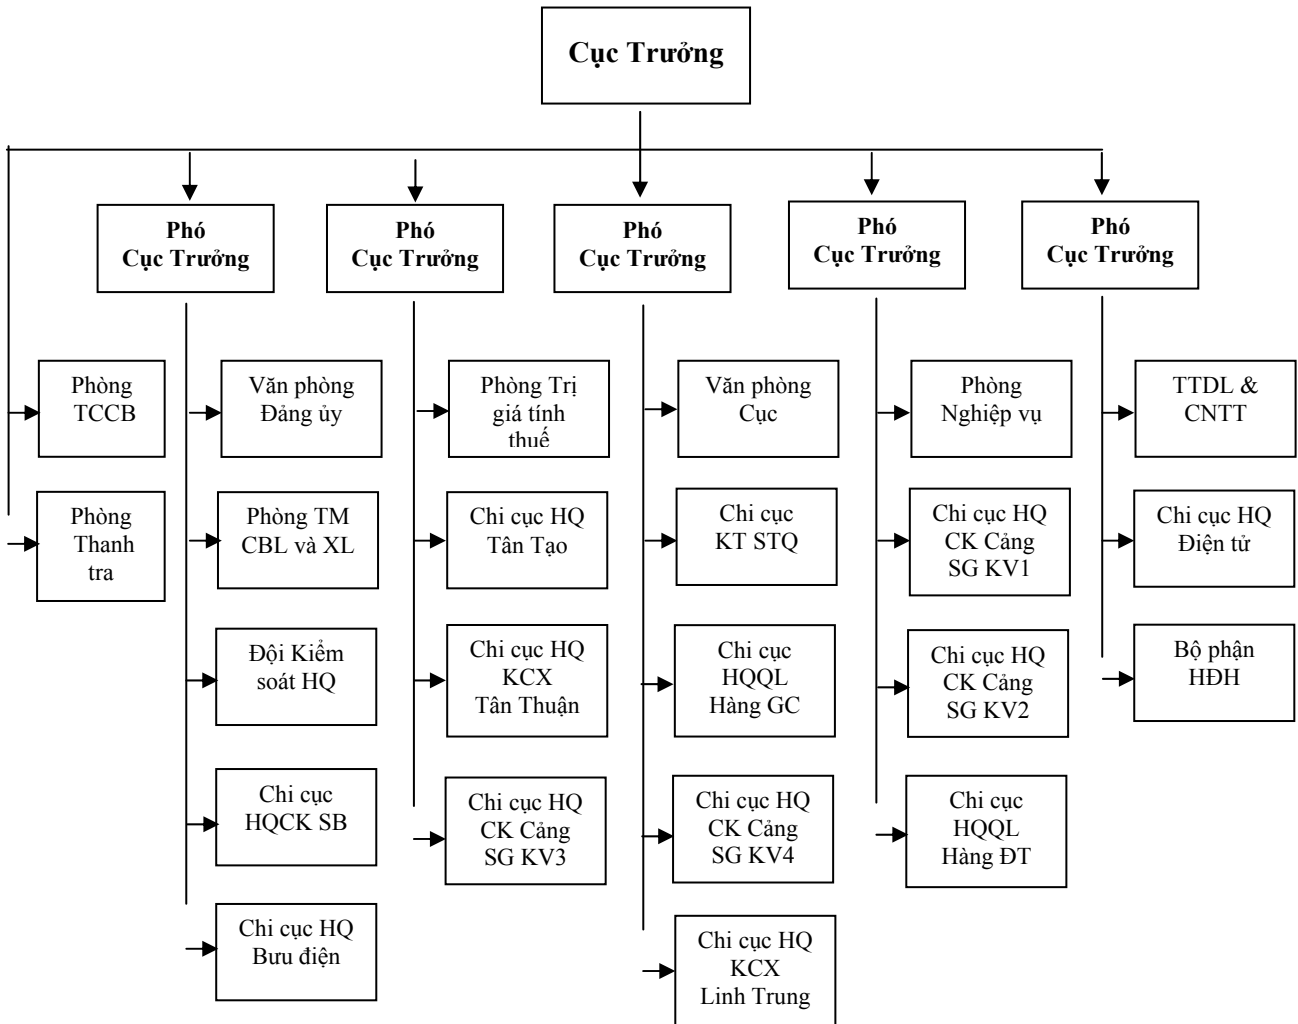 Cục Trưởng
Phó
Cục Trưởng
Phó
Cục Trưởng
Phó
Cục Trưởng
Phó
Cục Trưởng
Phó
Cục Trưởng
Phòng
TCCB
Văn phòng
Đảng ủy
Phòng Trị
giá tính
thuế
Văn phòng
Cục
Phòng
Nghiệp vụ
TTDL &
CNTT
Phòng
Thanh
tra
Phòng TM
CBL và XL
Chi cục HQ
Tân Tạo
Chi cục
KT STQ
Chi cục HQ
CK Cảng
SG KV1
Chi cục HQ
Điện tử
Đội Kiểm
soát HQ
Chi cục HQ
KCX
Tân Thuận
Chi cục
HQQL
Hàng GC
Chi cục HQ
CK Cảng
SG KV2
Bộ phận
HĐH
Chi cục
HQCK SB
Chi cục HQ
CK Cảng
SG KV3
Chi cục HQ
CK Cảng
SG KV4
Chi cục
HQQL
Hàng ĐT
Chi cục HQ
Bưu điện
Chi cục HQ
KCX
Linh Trung